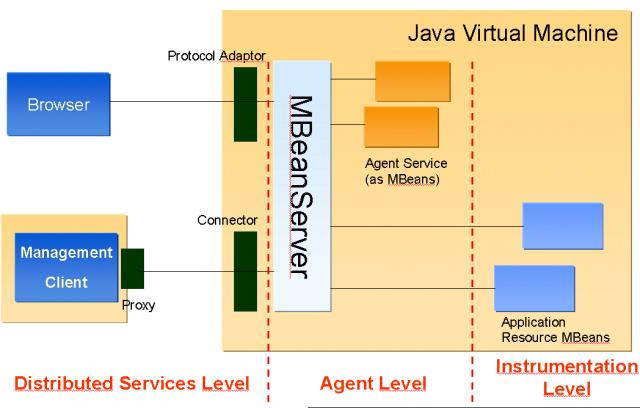 Java Virtual Machine
Protocol Adaptor
Browser
MBeanServer
Agent Service
(as MBeans)
Connector
Management
Client
Proxy
Application
Resource MBeans
Distributed Services Level
Agent Level
Instrumentation
Level